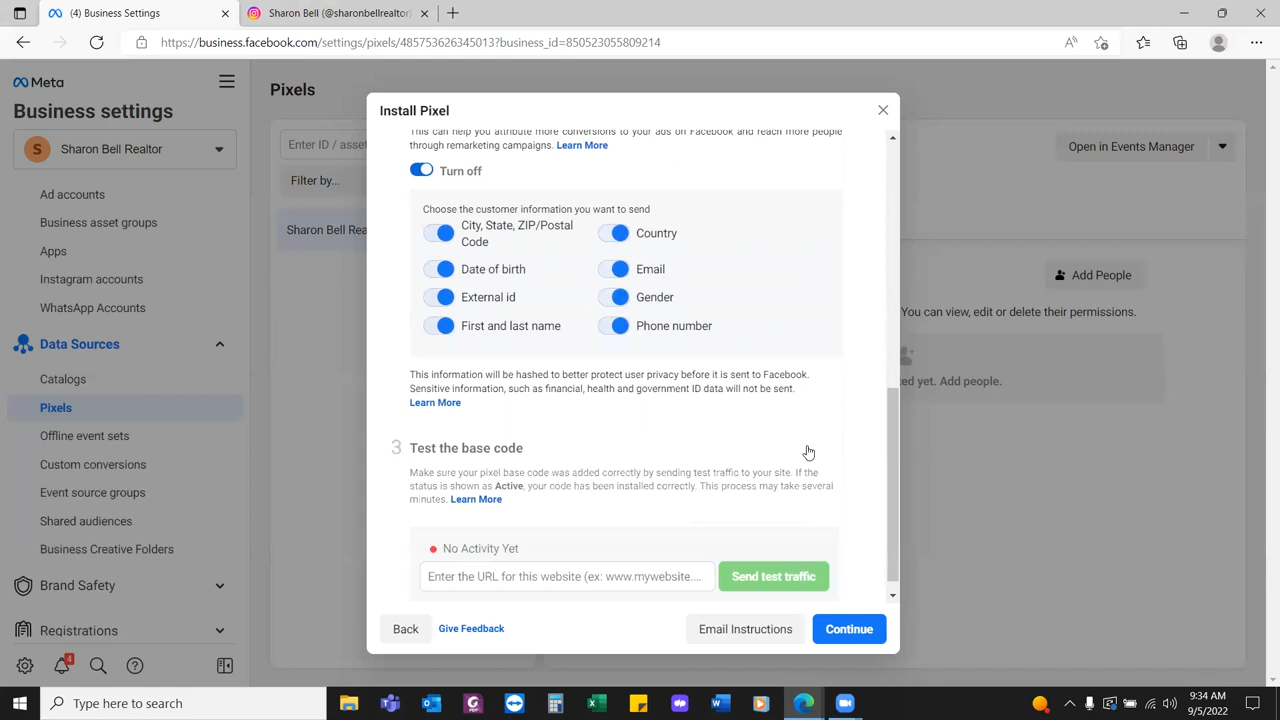 (4) Business Settings
Sharon Bell (@sharonbellrealtor)
https://business.facebook.com/settings/pixels/485753626345013?business_id=850523055809214
Meta
Business settings
S
Sharon Bell Realtor
Ad accounts
Business asset groups
Apps
Instagram accounts
WhatsApp Accounts
Data Sources
Catalogs
Pixels
Offline event sets
Custom conversions
Event source groups
Shared audiences
Business Creative Folders
Brand Safety
Registrations
4
Pixels
Enter ID / asset
Filter by...
Sharon Bell Rea
Open in Events Manager
Add People
You can view, edit or delete their permissions.
ked yet. Add people.
Install Pixel
This can help you attribute more conversions to your ads on Facebook and reach more people
through remarketing campaigns. Learn More
Turn off
Choose the customer information you want to send
City, State, ZIP/Postal
Code
Country
Date of birth
Email
External id
Gender
First and last name
Phone number
This information will be hashed to better protect user privacy before it is sent to Facebook.
Sensitive information, such as financial, health and government ID data will not be sent.
Learn More
3 Test the base code
Make sure your pixel base code was added correctly by sending test traffic to your site. If the
status is shown as Active, your code has been installed correctly. This process may take several
minutes. Learn More
No Activity Yet
Enter the URL for this website (ex: www.mywebsite....
Send test traffic
Back
Give Feedback
Email Instructions
Continue
Type here to search
9:34 AM
9/5/2022